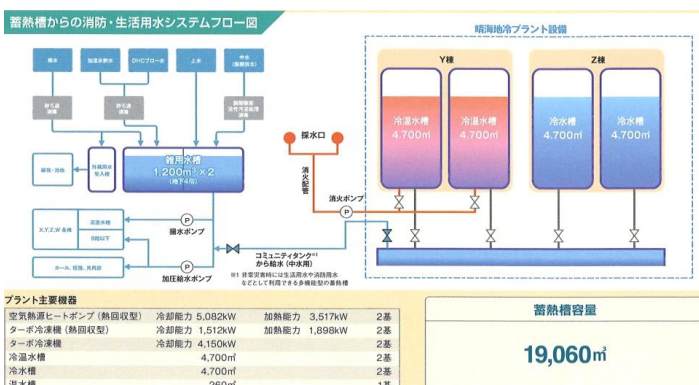 蓄熱槽からの消防・生活用水システムフロー図
晴海地冷プラント設備
上水
中水
Y棟
Z棟
冷温水槽
4.700㎥
冷温水槽
4.700㎥
冷水槽
4.700㎥
冷水槽
4.700㎥
採水口
消火配管
消火ポンプ
雑用水槽
1,200m³×2
(地下4階)
P
揚水ポンプ
P
加圧給水ポンプ
P
X,Y,Z,W 各棟
コミュニティタンク※1
から給水(中水用)
※1 非常災害時には生活用水や消防用水
などとして利用できる多機能型の蓄熱槽
プラント主要機器
空気熱源ヒートポンプ(熱回収型) 冷却能力 5,082kW 加熱能力 3,517kW 2基
ターボ冷凍機(熱回収型) 冷却能力 1,512kW 加熱能力 1,898kW 2基
ターボ冷凍機 冷却能力 4,150kW 2基
冷温水槽 4,700㎥ 2基
冷水槽 4,700㎥ 2基
温水槽 260㎥ 1基
蓄熱槽容量
19,060㎥